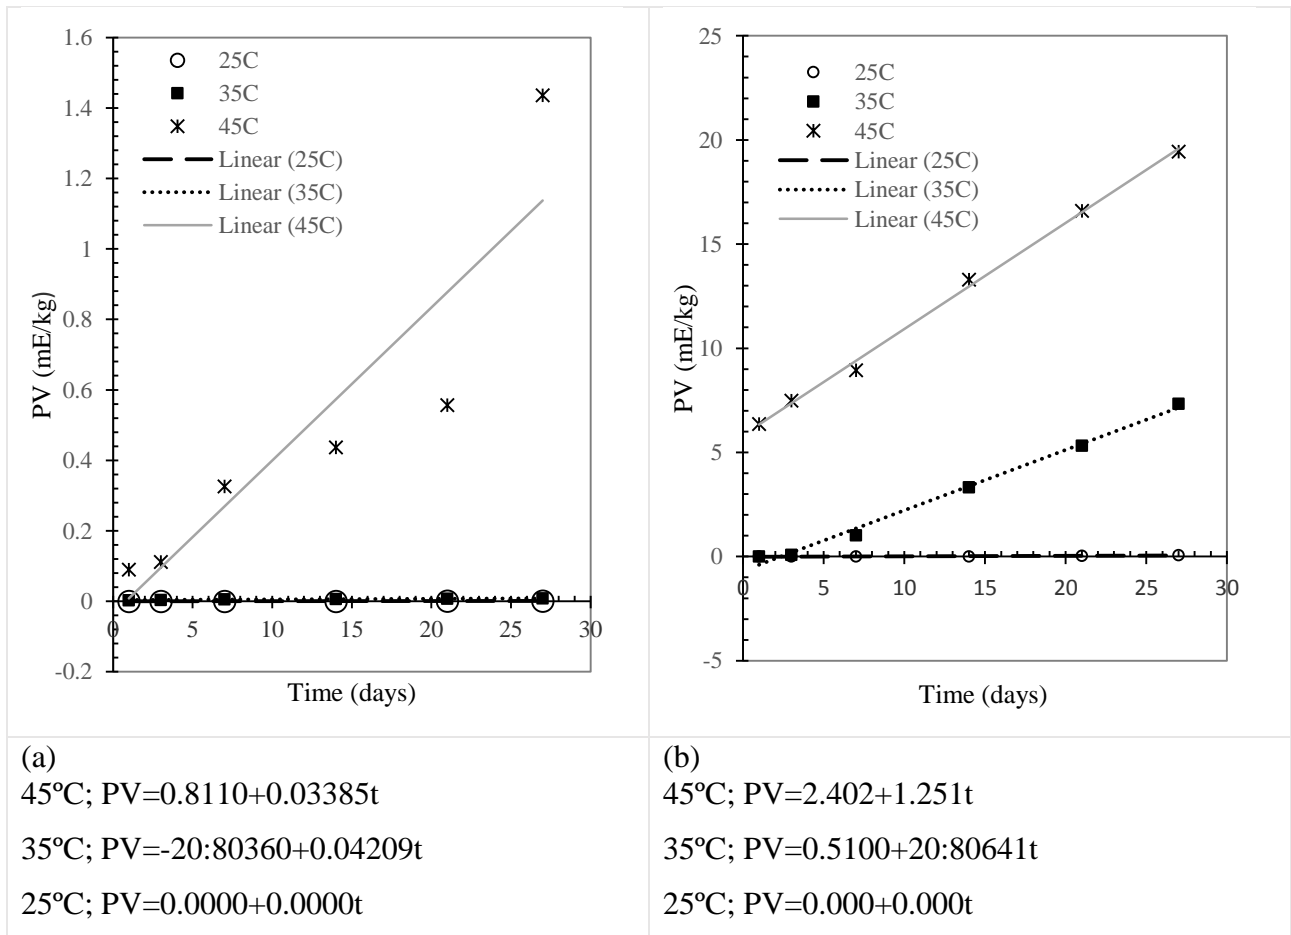 1.6
1.4
1.2
1
0.8
0.6
0.4
0.2
0
-0.2
PV (mE/kg)
25C
35C
45C
Linear (25C)
Linear (35C)
Linear (45C)
0 5 10 15 20 25 30
Time (days)
25
20
15
10
5
0
-5
PV (mE/kg)
25C
35C
45C
Linear (25C)
Linear (35C)
Linear (45C)
0 5 10 15 20 25 30
Time (days)
(a)
45ºC; PV=0.8110+0.03385t
35ºC; PV=-20:80360+0.04209t
25ºC; PV=0.0000+0.0000t
(b)
45ºC; PV=2.402+1.251t
35ºC; PV=0.5100+20:80641t
25ºC; PV=0.000+0.000t